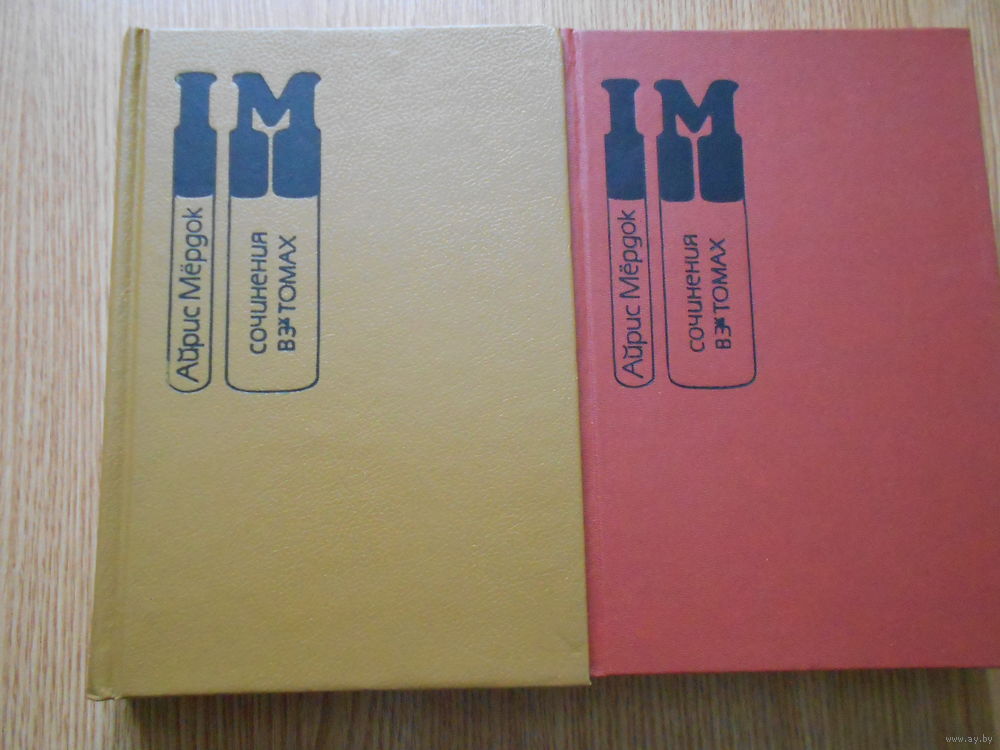 IM
Айрис Мёрдок
сочинения
в 3х томах
IM
Айрис Мёрдок
сочинения
в 3х томах
www.ay.by